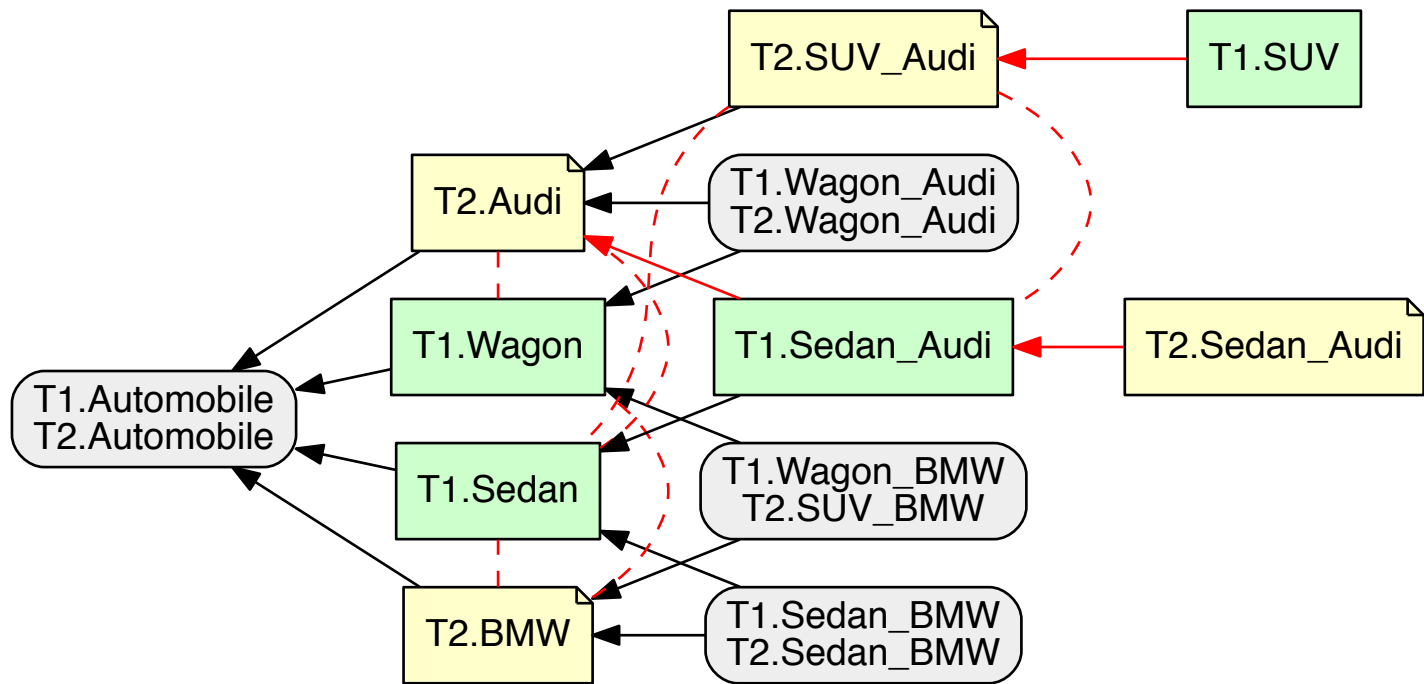 T2.SUV_Audi
T1.SUV
T2.Audi
T1.Wagon_Audi
T2.Wagon_Audi
T1.Wagon
T1.Sedan_Audi
T2.Sedan_Audi
T1.Automobile
T2.Automobile
T1.Sedan
T1.Wagon_BMW
T2.SUV_BMW
T2.BMW
T1.Sedan_BMW
T2.Sedan_BMW